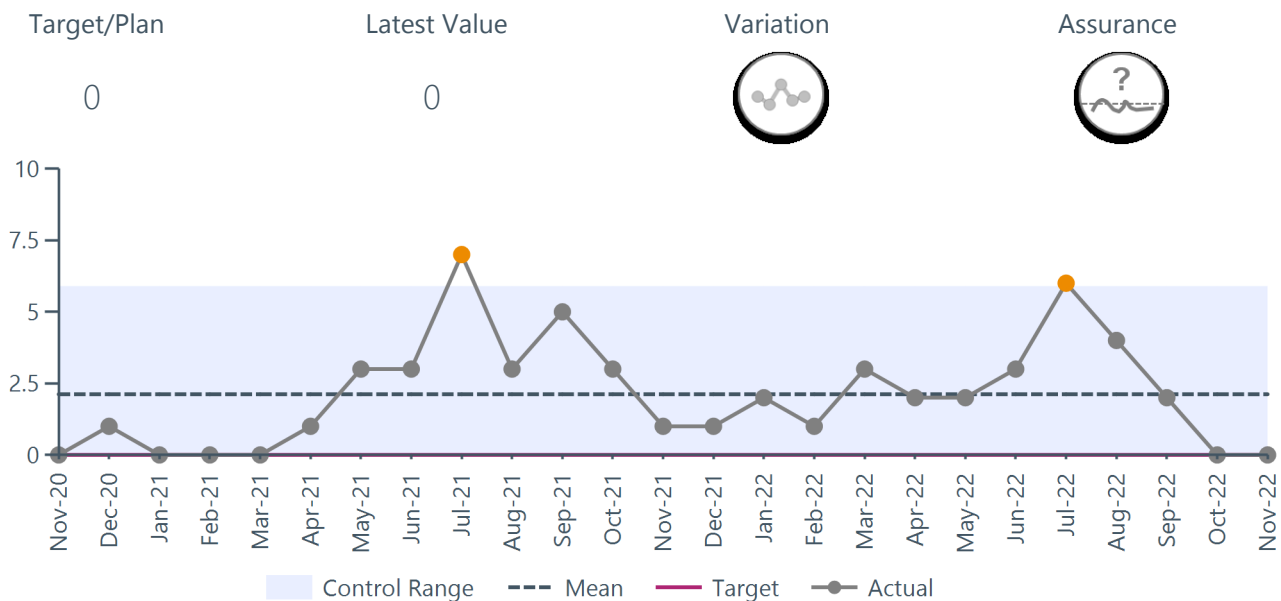 Target/Plan Latest Value Variation Assurance
0 0 ?
10
7.5
5
2.5
0
Nov-20 Dec-20 Jan-21 Feb-21 Mar-21 Apr-21 May-21 Jun-21 Jul-21 Aug-21 Sep-21 Oct-21 Nov-21 Dec-21 Jan-22 Feb-22 Mar-22 Apr-22 May-22 Jun-22 Jul-22 Aug-22 Sep-22 Oct-22 Nov-22
Control Range Mean Target Actual